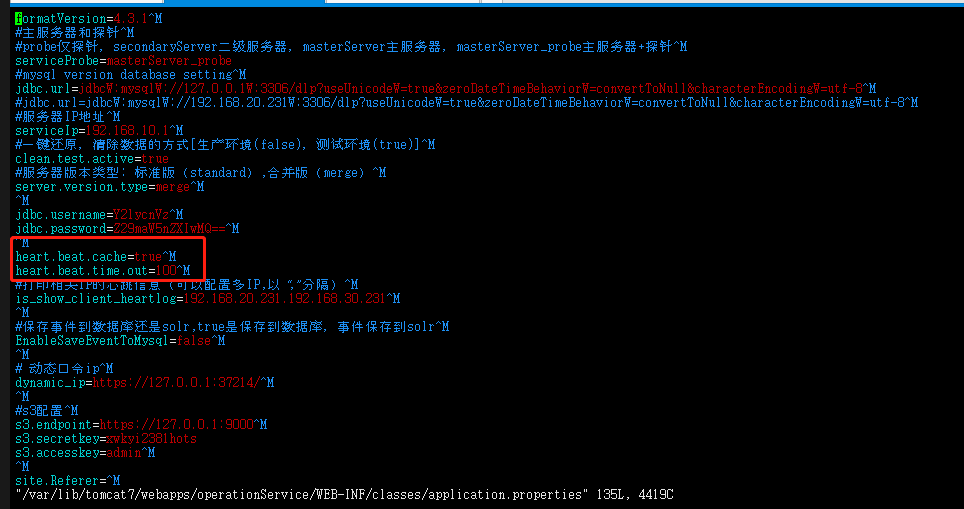 formatVersion=4.3.1^M
#主服务器和探针^M
#probe仅探针, secondaryServer二级服务器, masterServer主服务器, masterServer_probe主服务器+探针^M
serviceProbe=masterServer_probe
#mysql version database setting^M
jdbc.url=jdbc₩:mysql₩://127.0.0.1₩:3306/dlp?useUnicode₩=true&zeroDateTimeBehavior₩=convertToNull&characterEncoding₩=utf-8^M
#jdbc.url=jdbc₩:mysql₩://192.168.20.231₩:3306/dlp?useUnicode₩=true&zeroDateTimeBehavior₩=convertToNull&characterEncoding₩=utf-8^M
#服务器IP地址^M
serviceIp=192.168.10.1^M
#一键还原, 清除数据的方式[生产环境(false), 测试环境(true)]^M
clean.test.active=true
#服务器版本类型: 标准版 (standard) ,合并版 (merge) ^M
server.version.type=merge^M
^M
jdbc.username=Y2lycnVz^M
jdbc.password=Z29maW5nZXIwMQ==^M
^M
heart.beat.cache=true^M
heart.beat.time.out=100^M
#打印相关IP的心跳信息 (可以配置多IP,以 ","分隔) ^M
is_show_client_heartlog=192.168.20.231,192.168.30.231^M
^M
#保存事件到数据库还是solr,true是保存到数据库, 事件保存到solr^M
EnableSaveEventToMysql=false^M
^M
# 动态口令ip^M
dynamic_ip=https://127.0.0.1:37214/^M
^M
#s3配置^M
s3.endpoint=https://127.0.0.1:9000^M
s3.secretkey=xwkyi2381hots
s3.accesskey=admin^M
^M
site.Referer=^M
"/var/lib/tomcat7/webapps/operationService/WEB-INF/classes/application.properties" 135L, 4419C